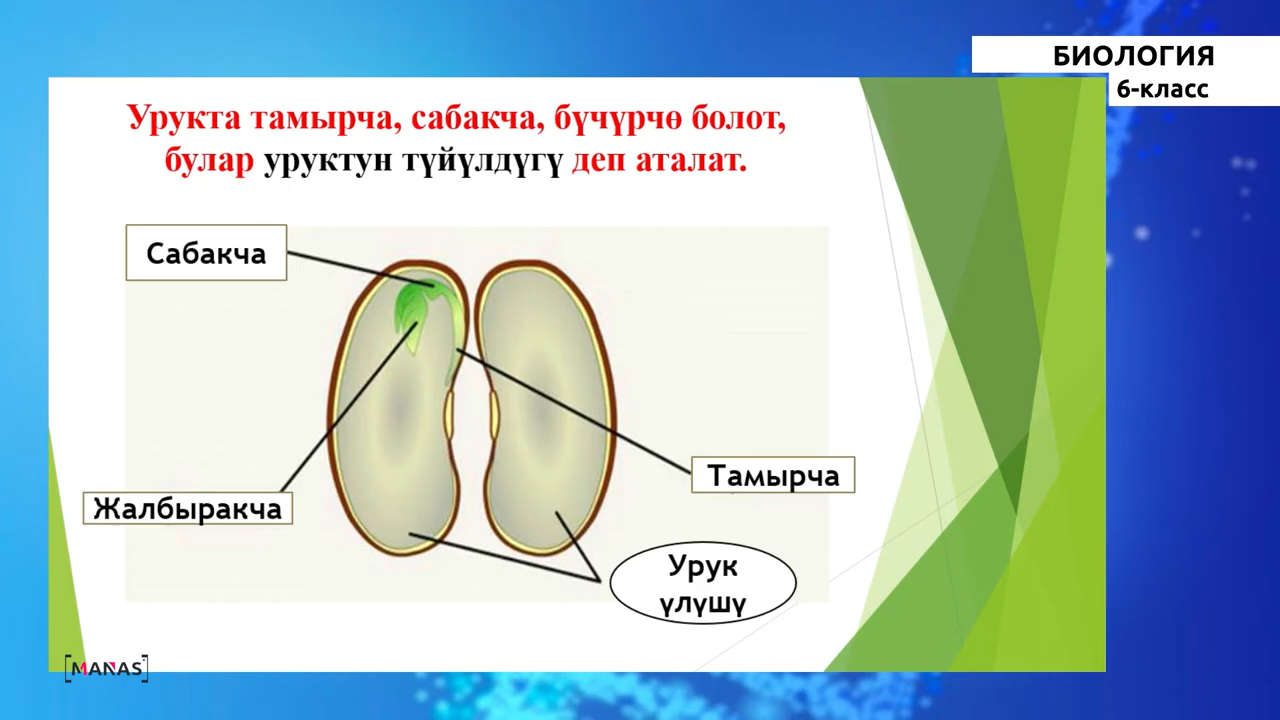 БИОЛОГИЯ
6-класс
Урукта тамырча, сабакча, бүчүрчө болот,
булар уруктун түйүлдүгү деп аталат.
Сабакча
Жалбыракча
Тамырча
Урук
үлүшү
MANAS